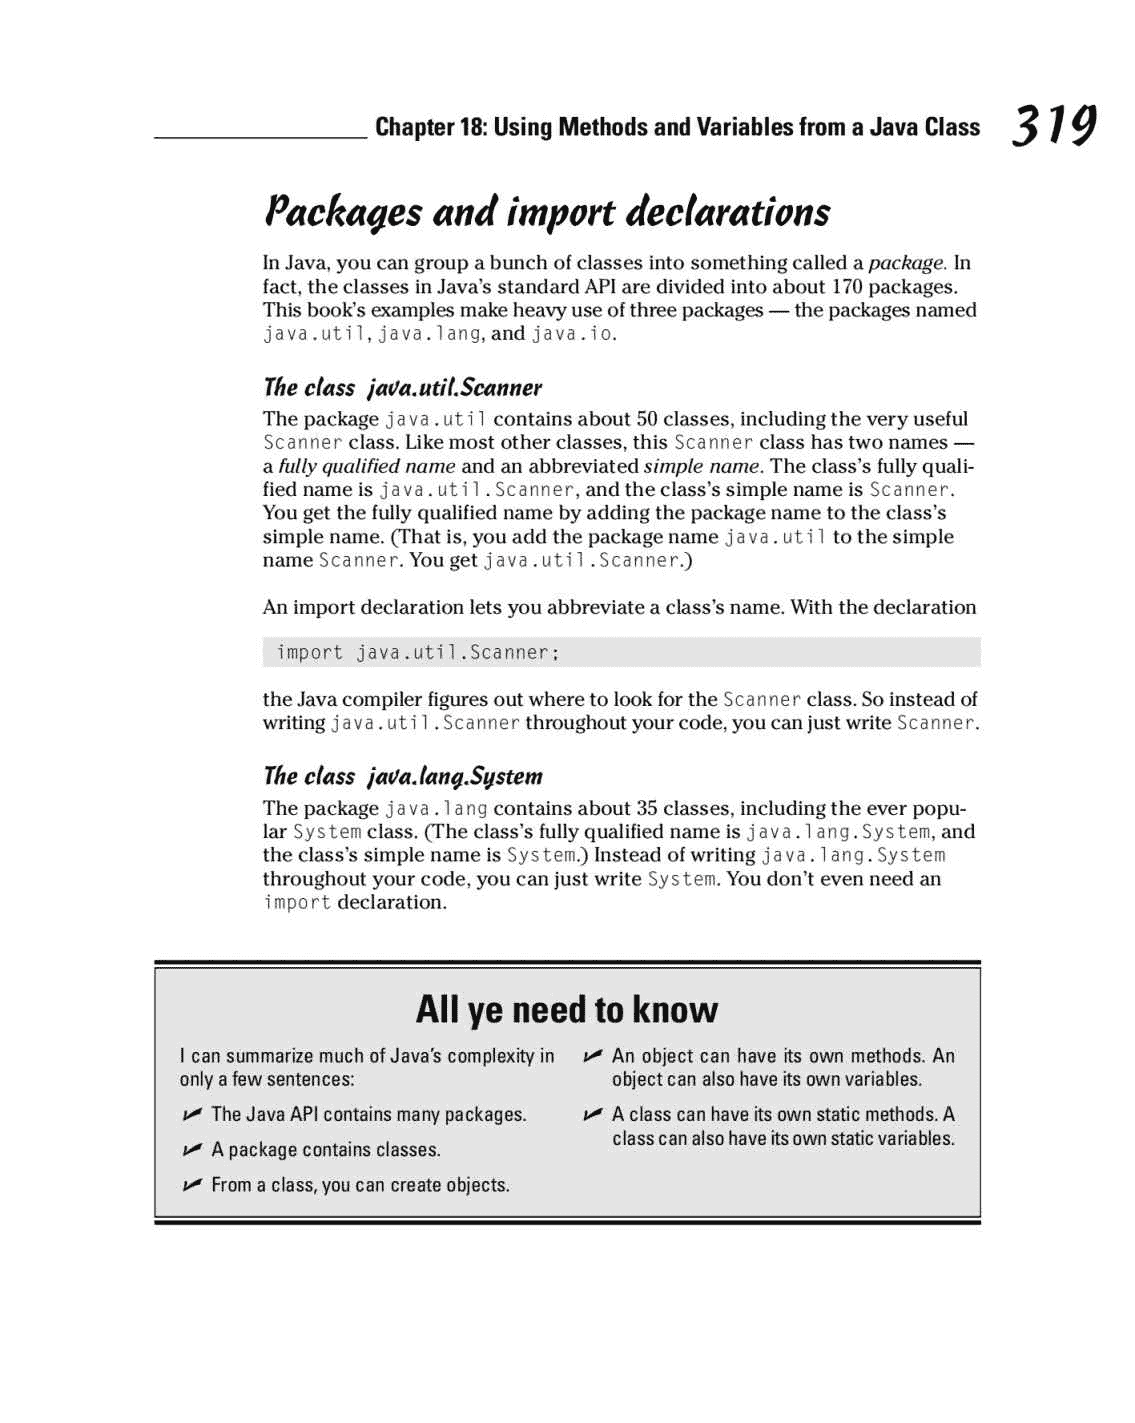 Chapter 18: Using Methods and Variables from a Java Class 319
Packages and import declarations
In Java, you can group a bunch of classes into something called a package. In
fact, the classes in Java's standard API are divided into about 170 packages.
This book's examples make heavy use of three packages — the packages named
java.util, java.lang, and java.io.
The class java.util.Scanner
The package java.util contains about 50 classes, including the very useful
Scanner class. Like most other classes, this Scanner class has two names —
a fully qualified name and an abbreviated simple name. The class's fully quali-
fied name is java.util.Scanner, and the class's simple name is Scanner.
You get the fully qualified name by adding the package name to the class's
simple name. (That is, you add the package name java.util to the simple
name Scanner. You get java.util.Scanner.)
An import declaration lets you abbreviate a class's name. With the declaration
import java.util.Scanner;
the Java compiler figures out where to look for the Scanner class. So instead of
writing java.util.Scanner throughout your code, you can just write Scanner.
The class java.lang.System
The package java.lang contains about 35 classes, including the ever popu-
lar System class. (The class's fully qualified name is java.lang.System, and
the class's simple name is System.) Instead of writing java.lang.System
throughout your code, you can just write System. You don't even need an
import declaration.
All ye need to know
I can summarize much of Java's complexity in
only a few sentences:
✓ The Java API contains many packages.
✓ A package contains classes.
✓ From a class, you can create objects.
✓ An object can have its own methods. An
object can also have its own variables.
✓ A class can have its own static methods. A
class can also have its own static variables.